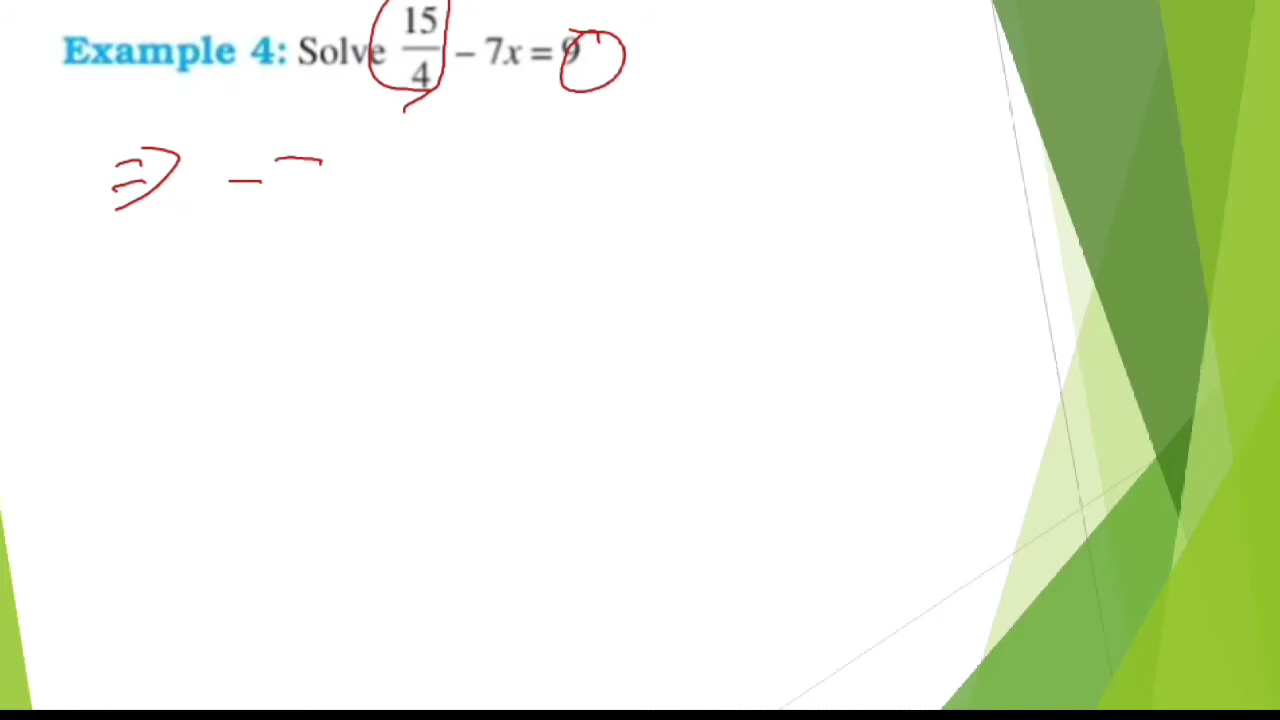 Example 4: Solve 15/4 – 7x = 9
⇒ –